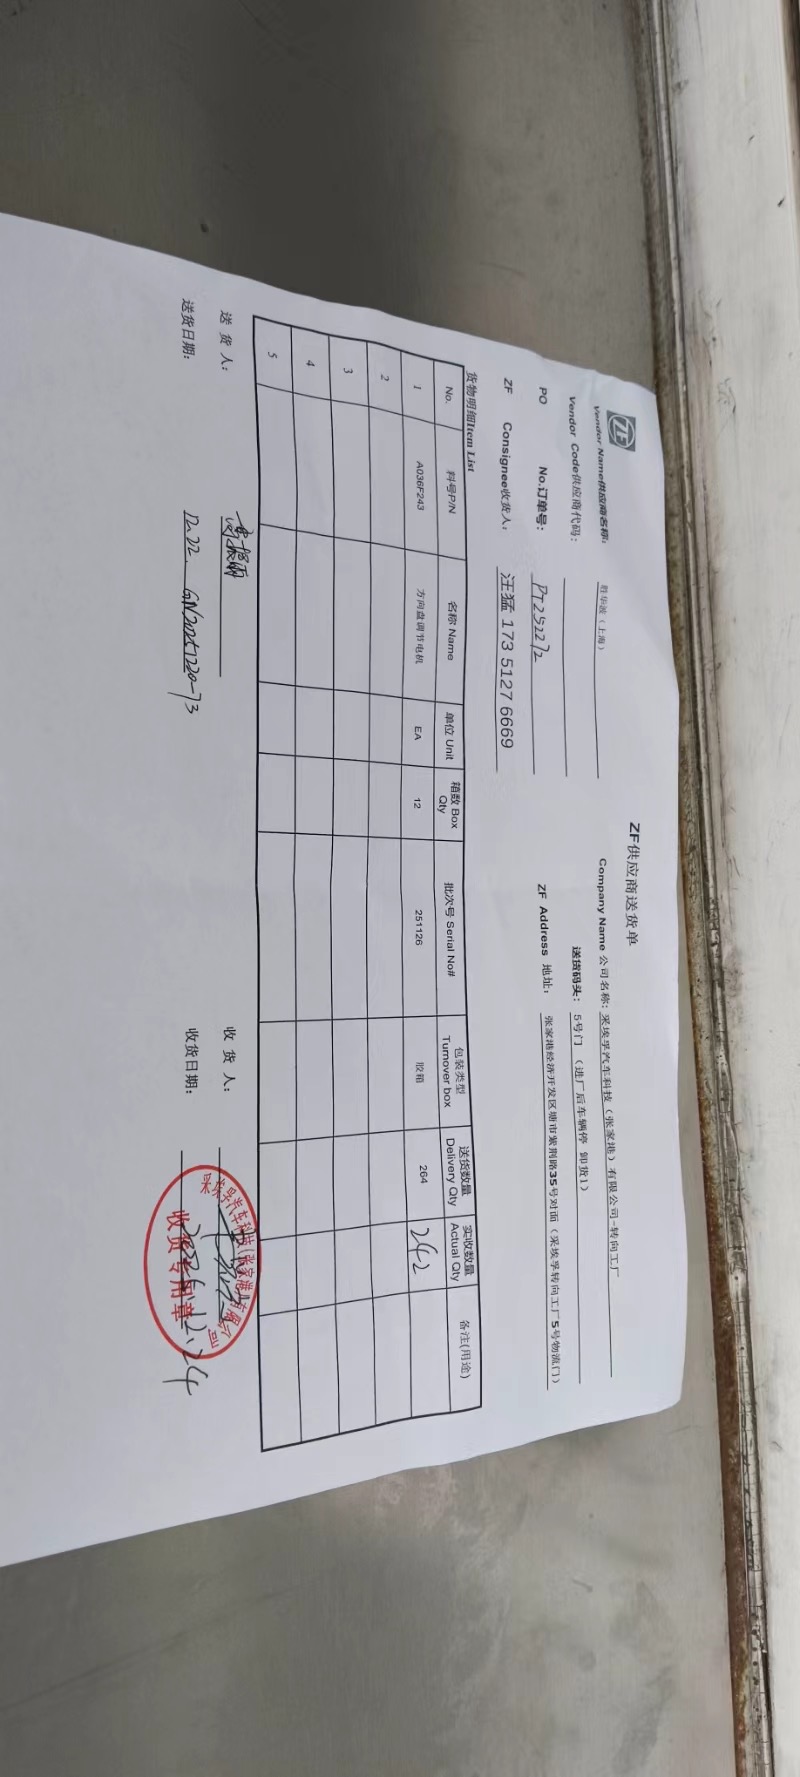 ZF
ZF供应商送货单
Vendor Name供应商名称: 胜华波（上海）
Company Name 公司名称: 采埃孚汽车科技（张家港）有限公司-转向工厂
Vendor Code供应商代码:
送货码头: 5号门 （进厂后车辆停 卸货1）
PO No.订单号: PT252272
ZF Address 地址: 张家港经济开发区塘市紫荆路35号对面（采埃孚转向工厂5号物流门）
ZF Consignee收货人: 汪猛 173 5127 6669
货物明细Item List
No. 料号P/N 名称 Name 单位 Unit 箱数 Box Qty 批次号 Serial No# 包装类型 Turnover box 送货数量 Delivery Qty 实收数量 Actual Qty 备注(用途)
1 A036F243 方向盘调节电机 EA 12 251126 胶箱 264 242
2
3
4
5
送 货 人:
收 货 人:
送货日期: 12.22. GN20251220-73
收货日期: 12.24
采埃孚汽车科技(张家港)有限公司
收货专用章